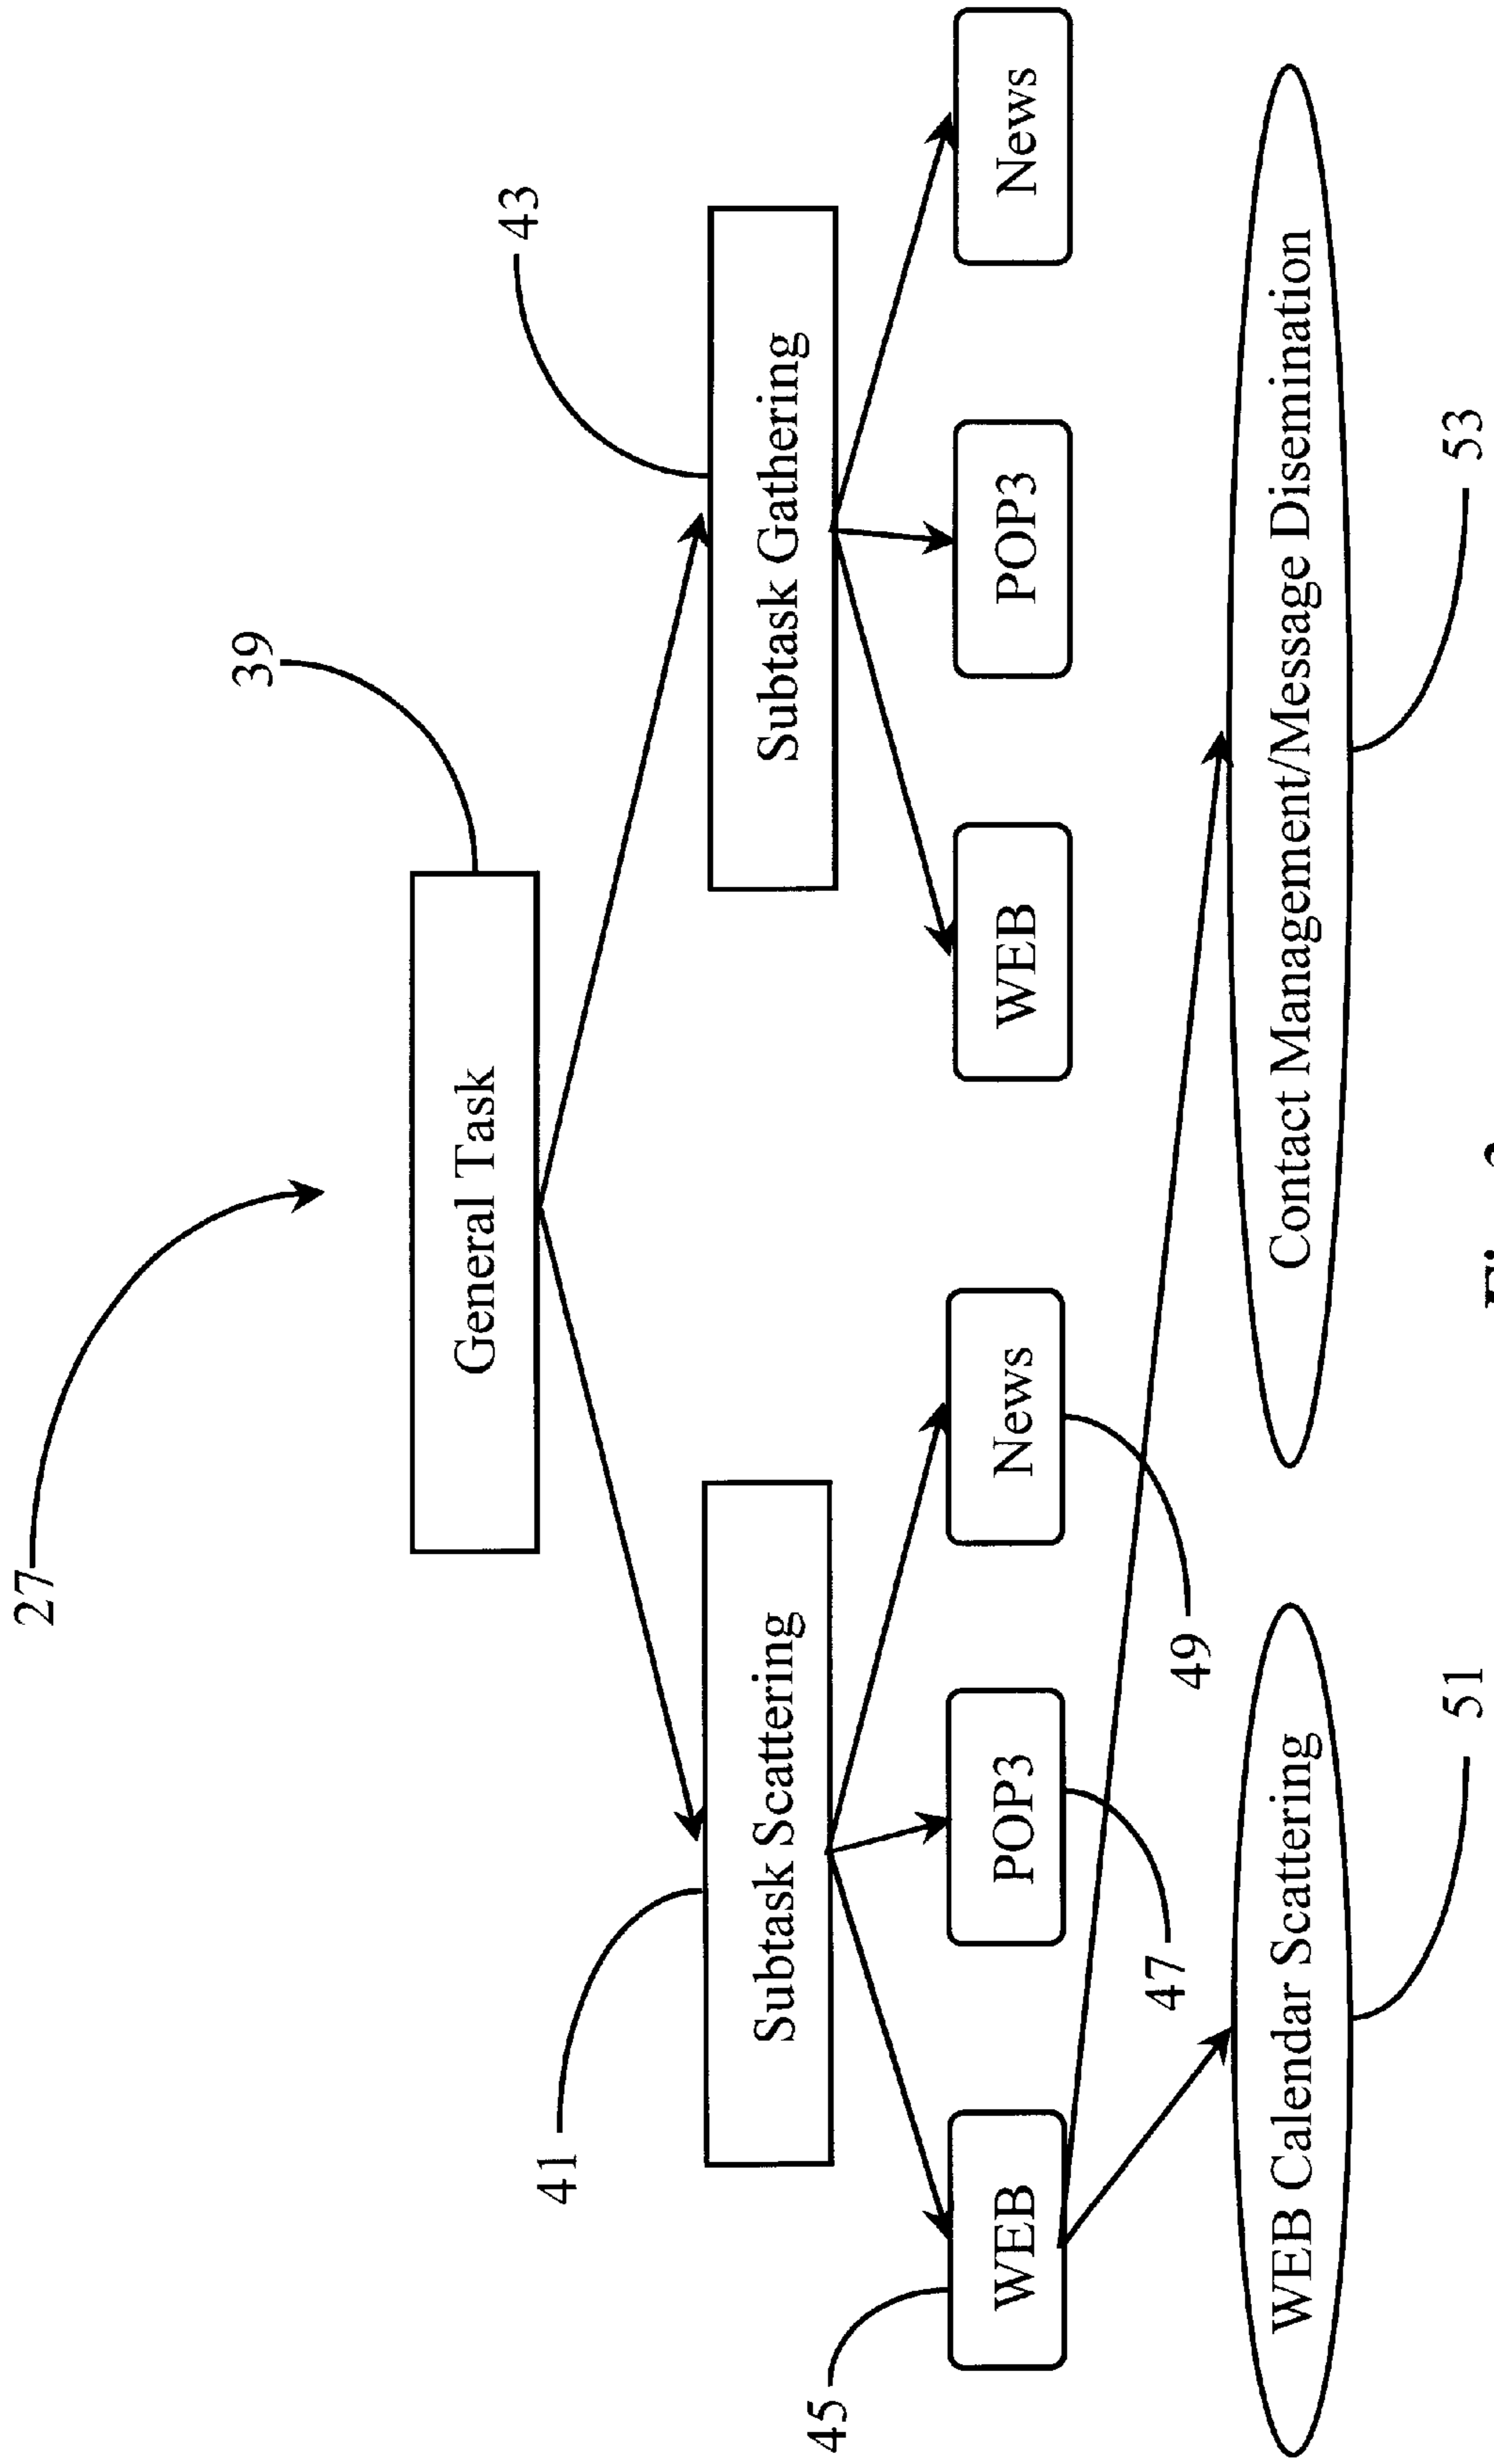 27
39
General Task
41
43
Subtask Scattering
Subtask Gathering
45
WEB
POP3
News
WEB
POP3
News
47
49
WEB Calendar Scattering
Contact Management/Message Disemination
51
53